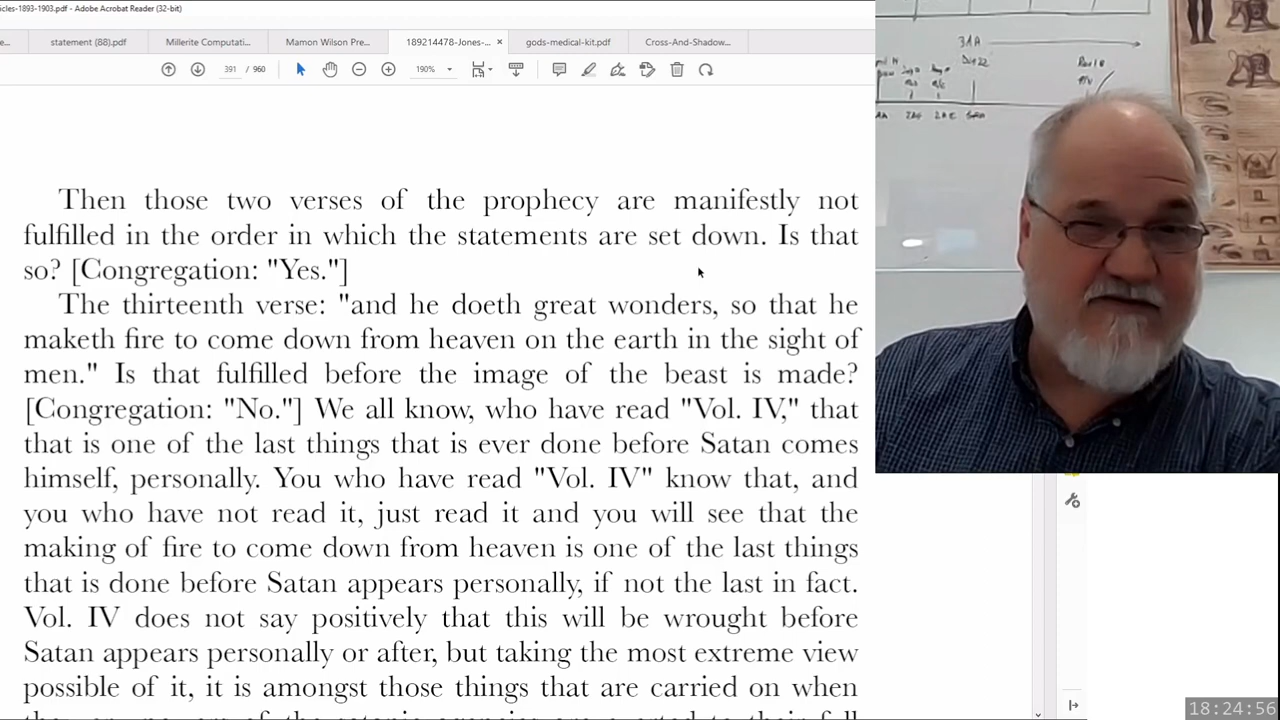 icles-1893-1903.pdf - Adobe Acrobat Reader (32-bit)
e...
statement (88).pdf
Millerite Computati...
Mamon Wilson Pre...
189214478-Jones-...
gods-medical-kit.pdf
Cross-And-Shadow...
391 / 960
190%
Then those two verses of the prophecy are manifestly not
fulfilled in the order in which the statements are set down. Is that
so? [Congregation: "Yes."]
The thirteenth verse: "and he doeth great wonders, so that he
maketh fire to come down from heaven on the earth in the sight of
men." Is that fulfilled before the image of the beast is made?
[Congregation: "No."] We all know, who have read "Vol. IV," that
that is one of the last things that is ever done before Satan comes
himself, personally. You who have read "Vol. IV" know that, and
you who have not read it, just read it and you will see that the
making of fire to come down from heaven is one of the last things
that is done before Satan appears personally, if not the last in fact.
Vol. IV does not say positively that this will be wrought before
Satan appears personally or after, but taking the most extreme view
possible of it, it is amongst those things that are carried on when
18:24:56